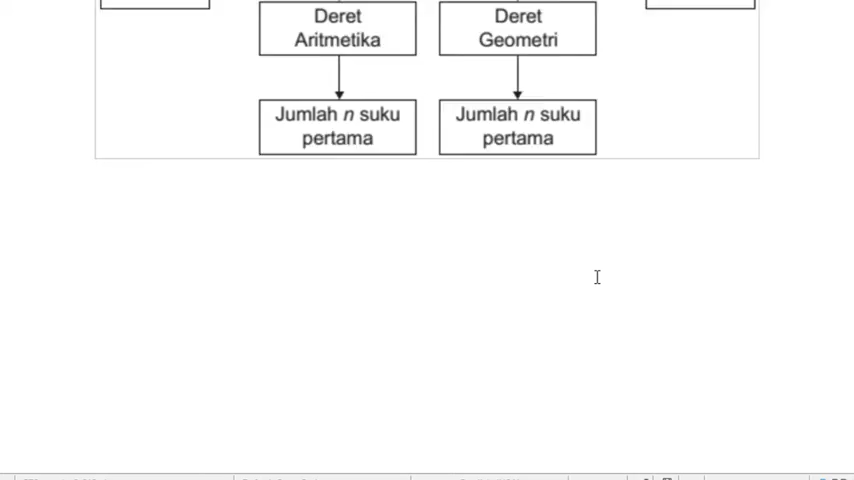 Deret
Aritmetika
Deret
Geometri
Jumlah n suku
pertama
Jumlah n suku
pertama